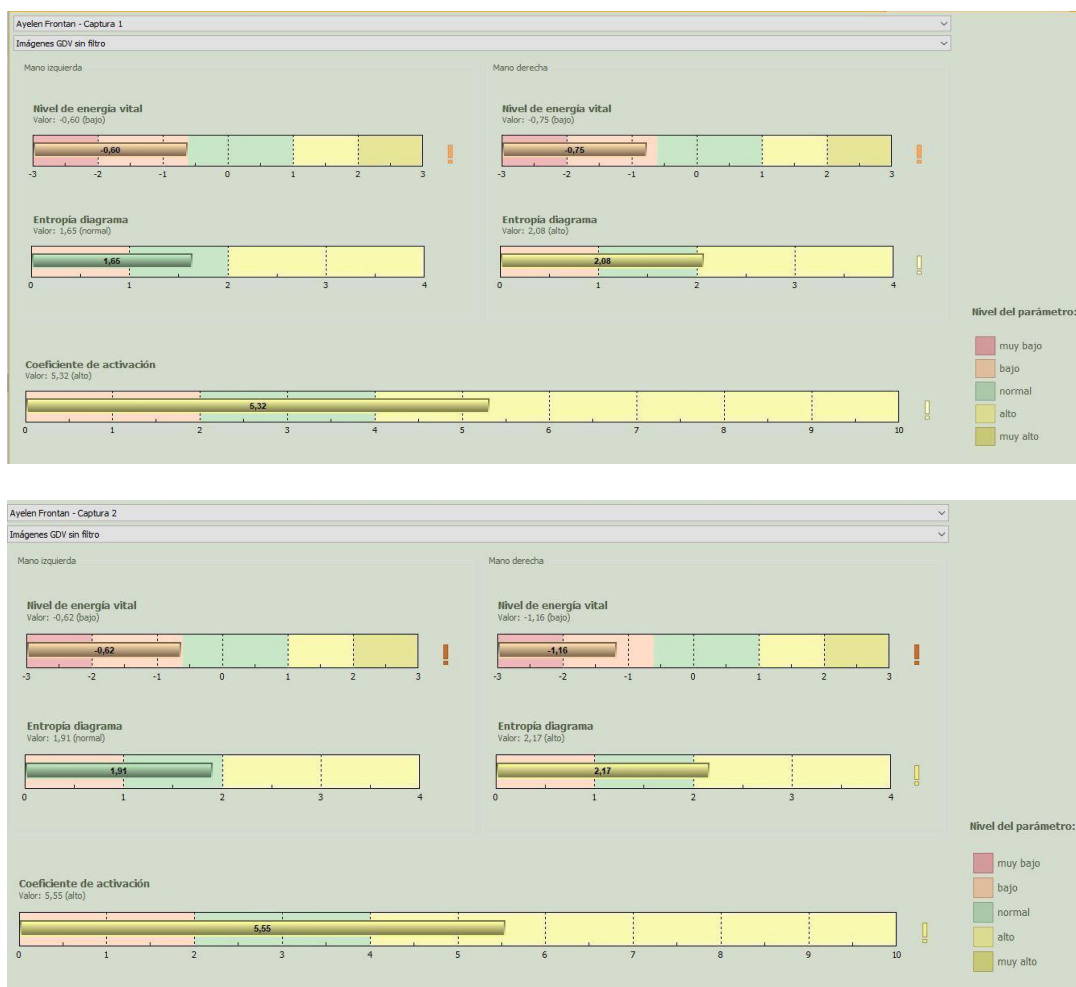 Ayelen Frontan - Captura 1
Imágenes GDV sin filtro
Mano izquierda
Nivel de energía vital
Valor: -0,60 (bajo)
-0,60
-3 -2 -1 0 1 2 3
Entropía diagrama
Valor: 1,65 (normal)
1,65
0 1 2 3 4
Mano derecha
Nivel de energía vital
Valor: -0,75 (bajo)
-0,75
-3 -2 -1 0 1 2 3
Entropía diagrama
Valor: 2,08 (alto)
2,08
0 1 2 3 4
Coeficiente de activación
Valor: 5,32 (alto)
5,32
0 1 2 3 4 5 6 7 8 9 10
Nivel del parámetro:
muy bajo
bajo
normal
alto
muy alto
Ayelen Frontan - Captura 2
Imágenes GDV sin filtro
Mano izquierda
Nivel de energía vital
Valor: -0,62 (bajo)
-0,62
-3 -2 -1 0 1 2 3
Entropía diagrama
Valor: 1,91 (normal)
1,91
0 1 2 3 4
Mano derecha
Nivel de energía vital
Valor: -1,16 (bajo)
-1,16
-3 -2 -1 0 1 2 3
Entropía diagrama
Valor: 2,17 (alto)
2,17
0 1 2 3 4
Coeficiente de activación
Valor: 5,55 (alto)
5,55
0 1 2 3 4 5 6 7 8 9 10
Nivel del parámetro:
muy bajo
bajo
normal
alto
muy alto